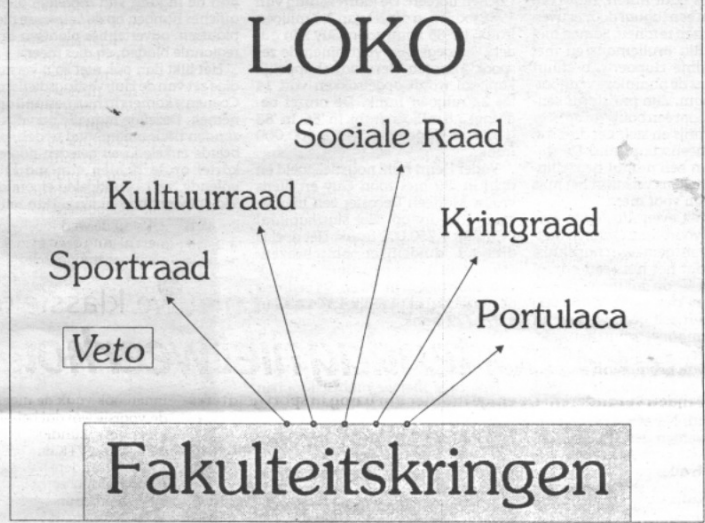 LOKO
Sociale Raad
Kultuurraad
Kringraad
Sportraad
Portulaca
Veto
Fakulteitskringen